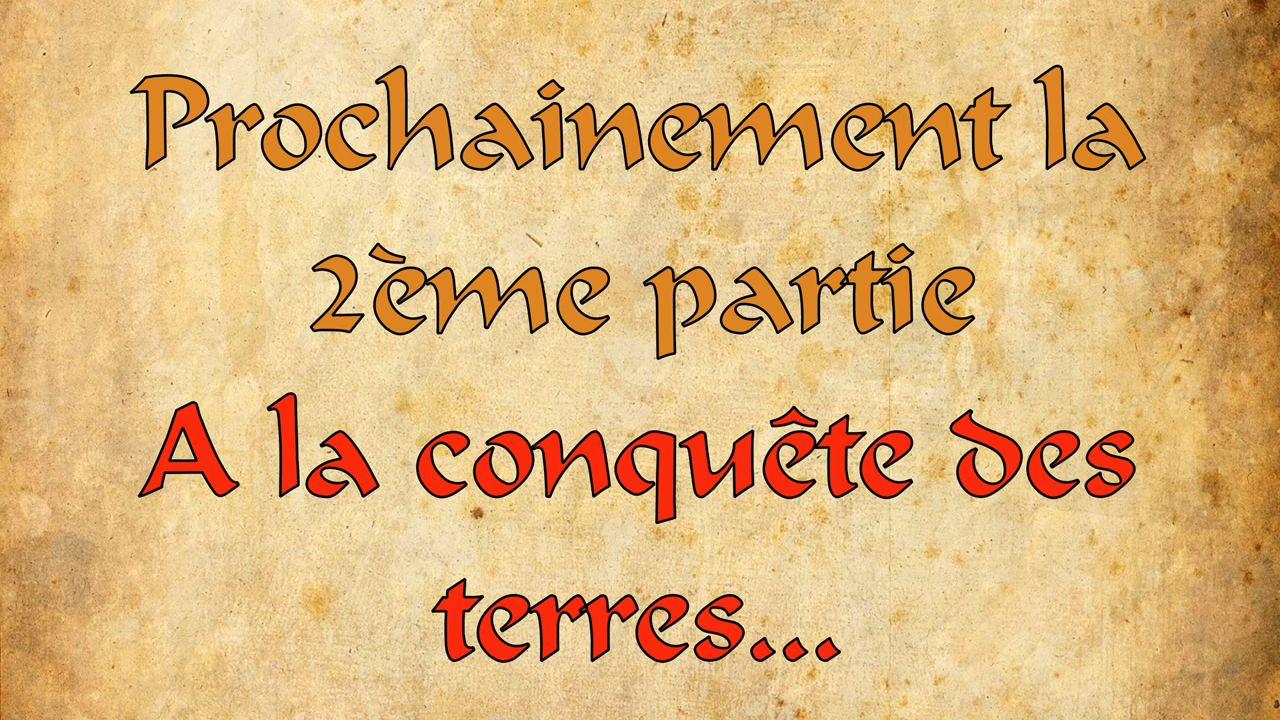 Prochainement la
2ème partie
A la conquête des
terres...